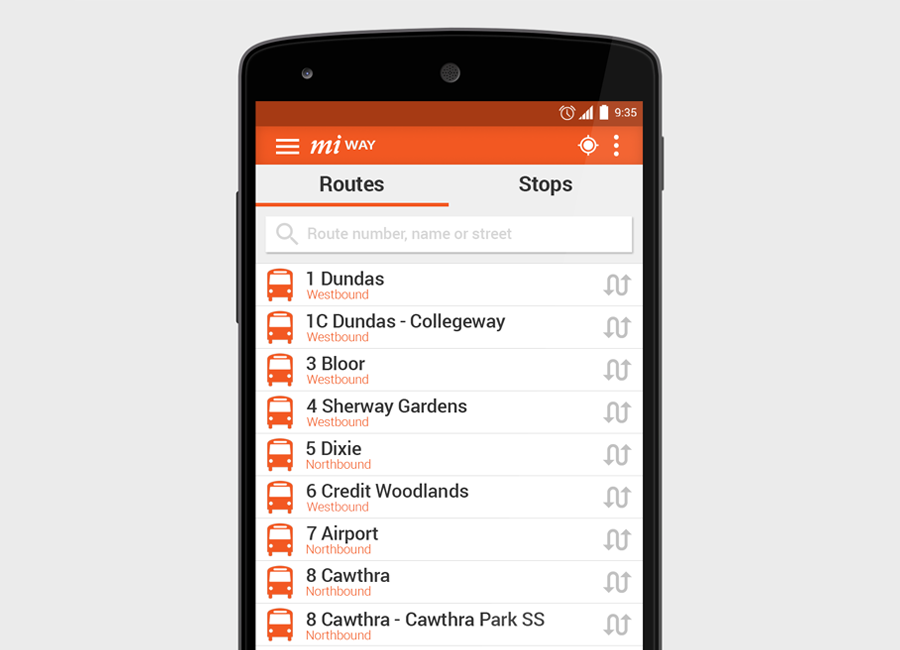 9:35
mi WAY
Routes Stops
Route number, name or street
1 Dundas
Westbound
1C Dundas - Collegeway
Westbound
3 Bloor
Westbound
4 Sherway Gardens
Westbound
5 Dixie
Northbound
6 Credit Woodlands
Westbound
7 Airport
Northbound
8 Cawthra
Northbound
8 Cawthra - Cawthra Park SS
Northbound